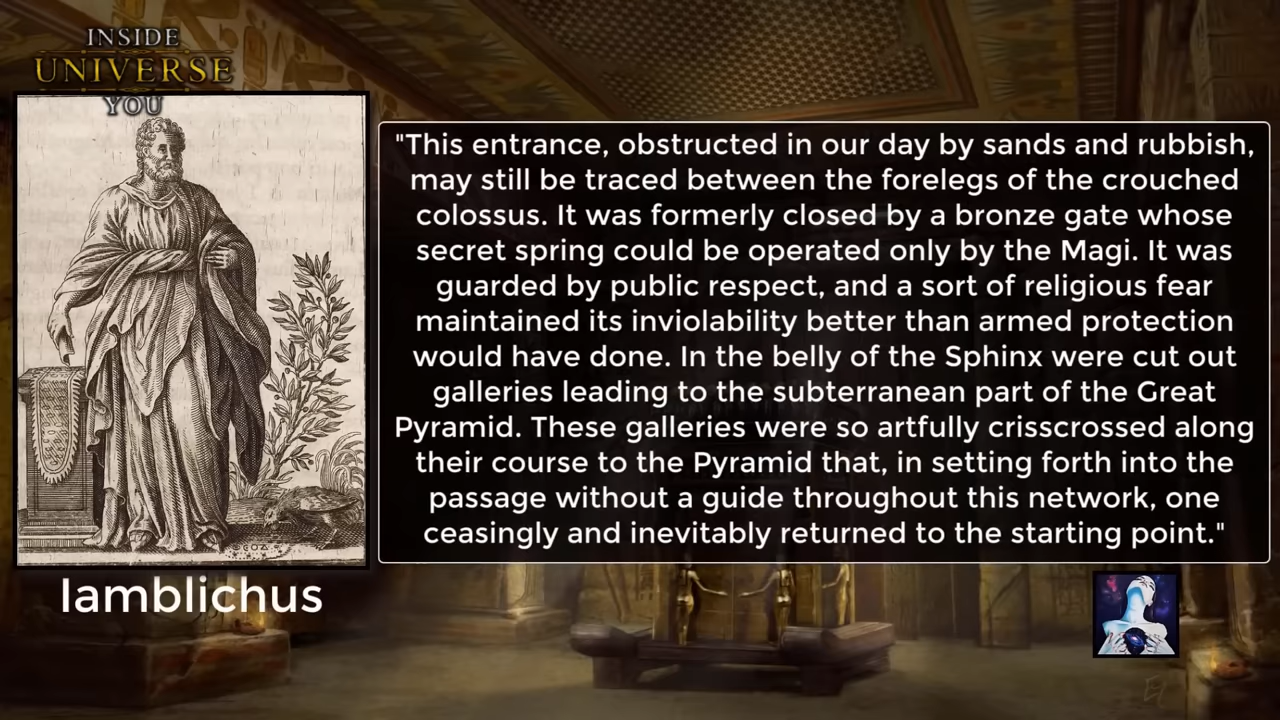 INSIDE
UNIVERSE
YOU
"This entrance, obstructed in our day by sands and rubbish,
may still be traced between the forelegs of the crouched
colossus. It was formerly closed by a bronze gate whose
secret spring could be operated only by the Magi. It was
guarded by public respect, and a sort of religious fear
maintained its inviolability better than armed protection
would have done. In the belly of the Sphinx were cut out
galleries leading to the subterranean part of the Great
Pyramid. These galleries were so artfully crisscrossed along
their course to the Pyramid that, in setting forth into the
passage without a guide throughout this network, one
ceasingly and inevitably returned to the starting point."
Iamblichus